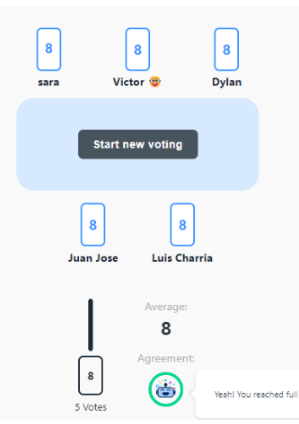 8 8 8
sara Victor 🤓 Dylan
Start new voting
8 8
Juan Jose Luis Charria
Average:
8
Agreement:
8
5 Votes
Yeah! You reached full